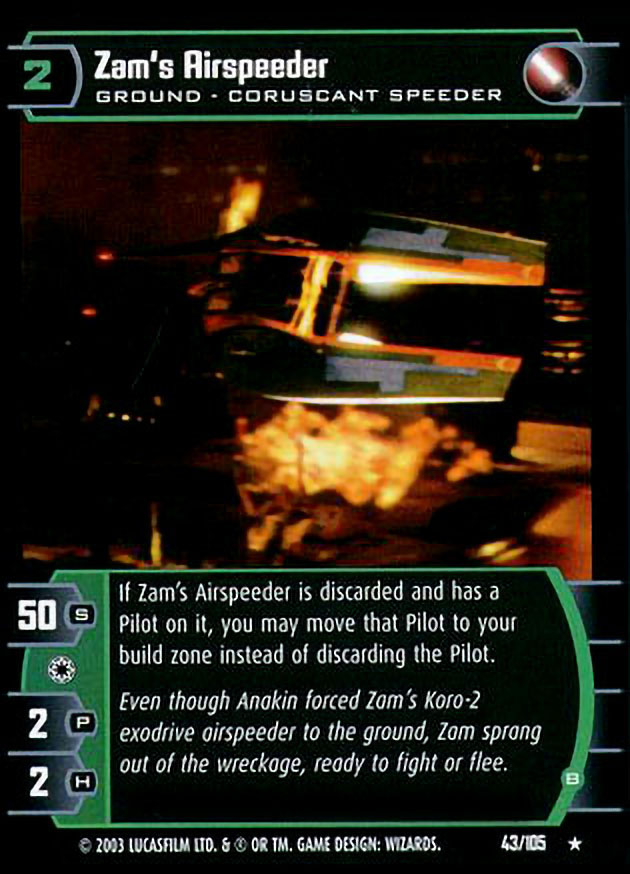 2
Zam's Airspeeder
GROUND - CORUSCANT SPEEDER
If Zam's Airspeeder is discarded and has a
Pilot on it, you may move that Pilot to your
build zone instead of discarding the Pilot.
Even though Anakin forced Zam's Koro-2
exodrive airspeeder to the ground, Zam sprang
out of the wreckage, ready to fight or flee.
50 S
2 P
2 H
B
© 2003 LUCASFILM LTD. & ® OR TM. GAME DESIGN: WIZARDS. 43/105 ★